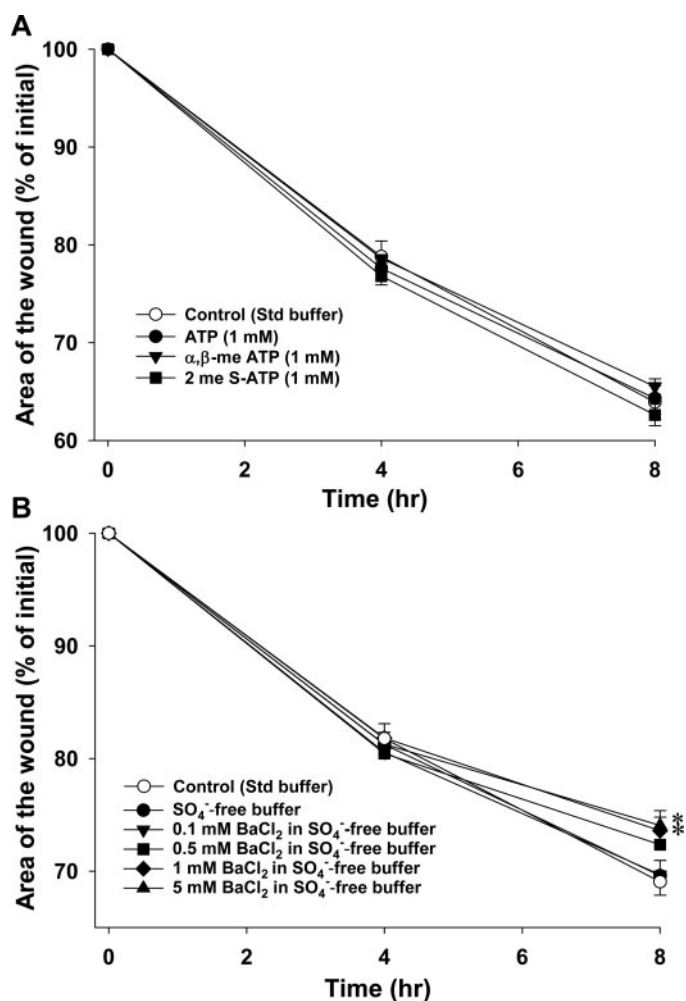 A
Area of the wound (% of initial)
100
90
80
70
60
Control (Std buffer)
ATP (1 mM)
α,β-me ATP (1 mM)
2 me S-ATP (1 mM)
0 2 4 6 8
Time (hr)
B
Area of the wound (% of initial)
100
90
80
70
Control (Std buffer)
SO₄⁻-free buffer
0.1 mM BaCl₂ in SO₄⁻-free buffer
0.5 mM BaCl₂ in SO₄⁻-free buffer
1 mM BaCl₂ in SO₄⁻-free buffer
5 mM BaCl₂ in SO₄⁻-free buffer
*
*
0 2 4 6 8
Time (hr)